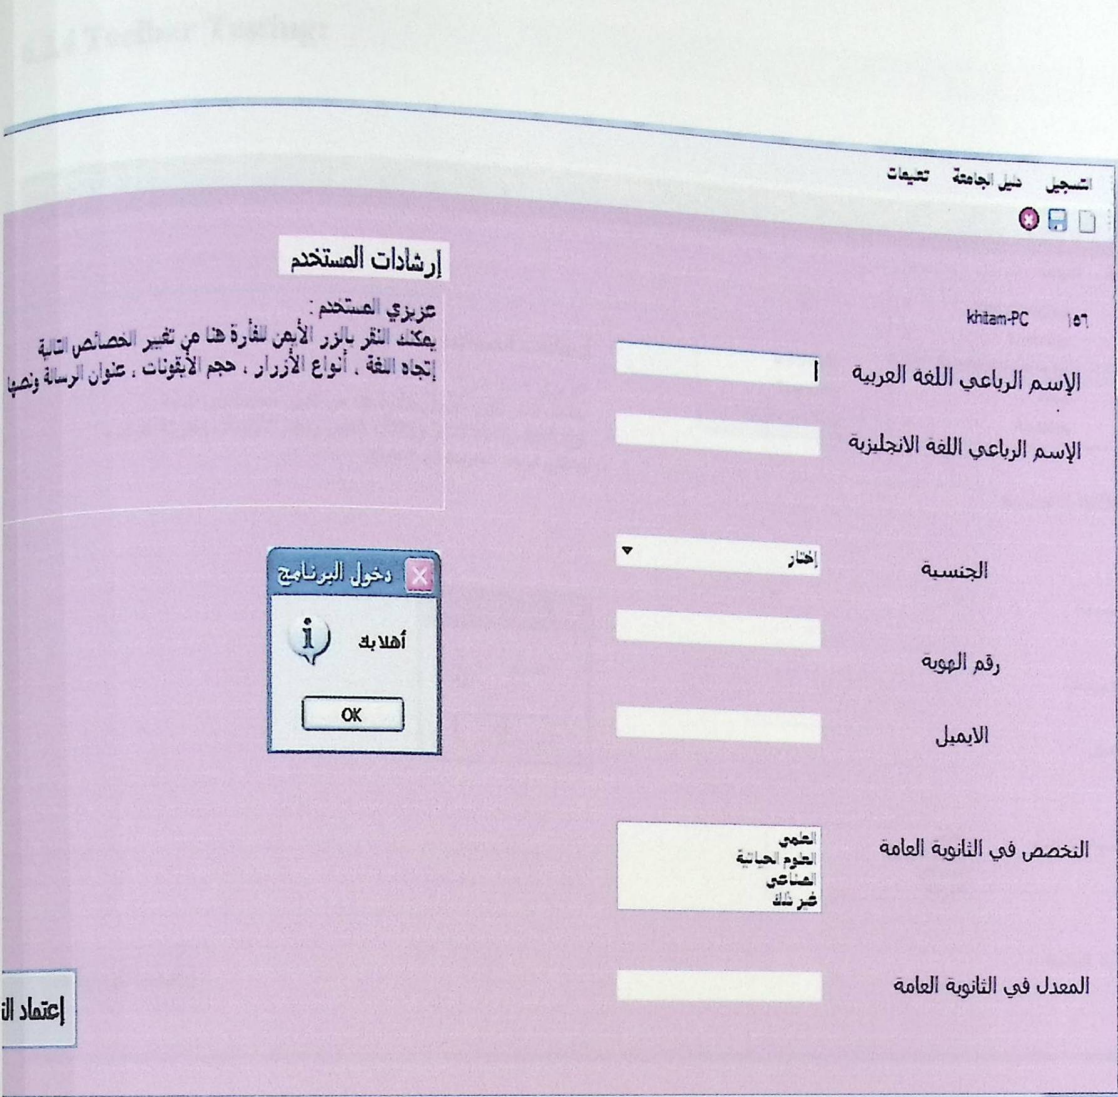 التسجيل دليل الجامعة تعليمات
khitam-PC ١٥٦
إرشادات المستخدم
عزيزي المستخدم :
يمكنك النقر بالزر الأيمن للفأرة هنا من تغيير الخصائص التالية
إتجاه اللغة ، أنواع الأزرار ، حجم الأيقونات ، عنوان الرسالة ونصها
الإسم الرباعي اللغة العربية
الإسم الرباعي اللغة الانجليزية
الجنسية إختار
رقم الهوية
الايميل
دخول البرنامج
أهلا بك
OK
التخصص في الثانوية العامة
العلمي
العلوم الحياتية
الصناعي
غير ذلك
المعدل في الثانوية العامة
إعتماد